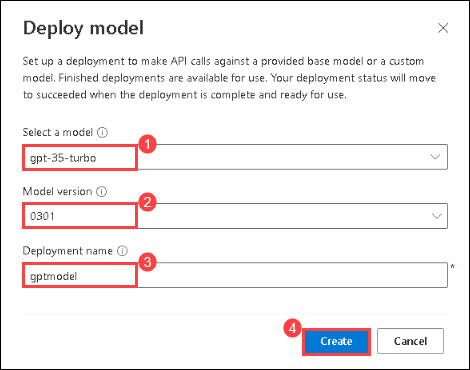 Deploy model
Set up a deployment to make API calls against a provided base model or a custom
model. Finished deployments are available for use. Your deployment status will move
to succeeded when the deployment is complete and ready for use.
Select a model
1
gpt-35-turbo
Model version
2
0301
Deployment name
3
gptmodel
*
4
Create Cancel